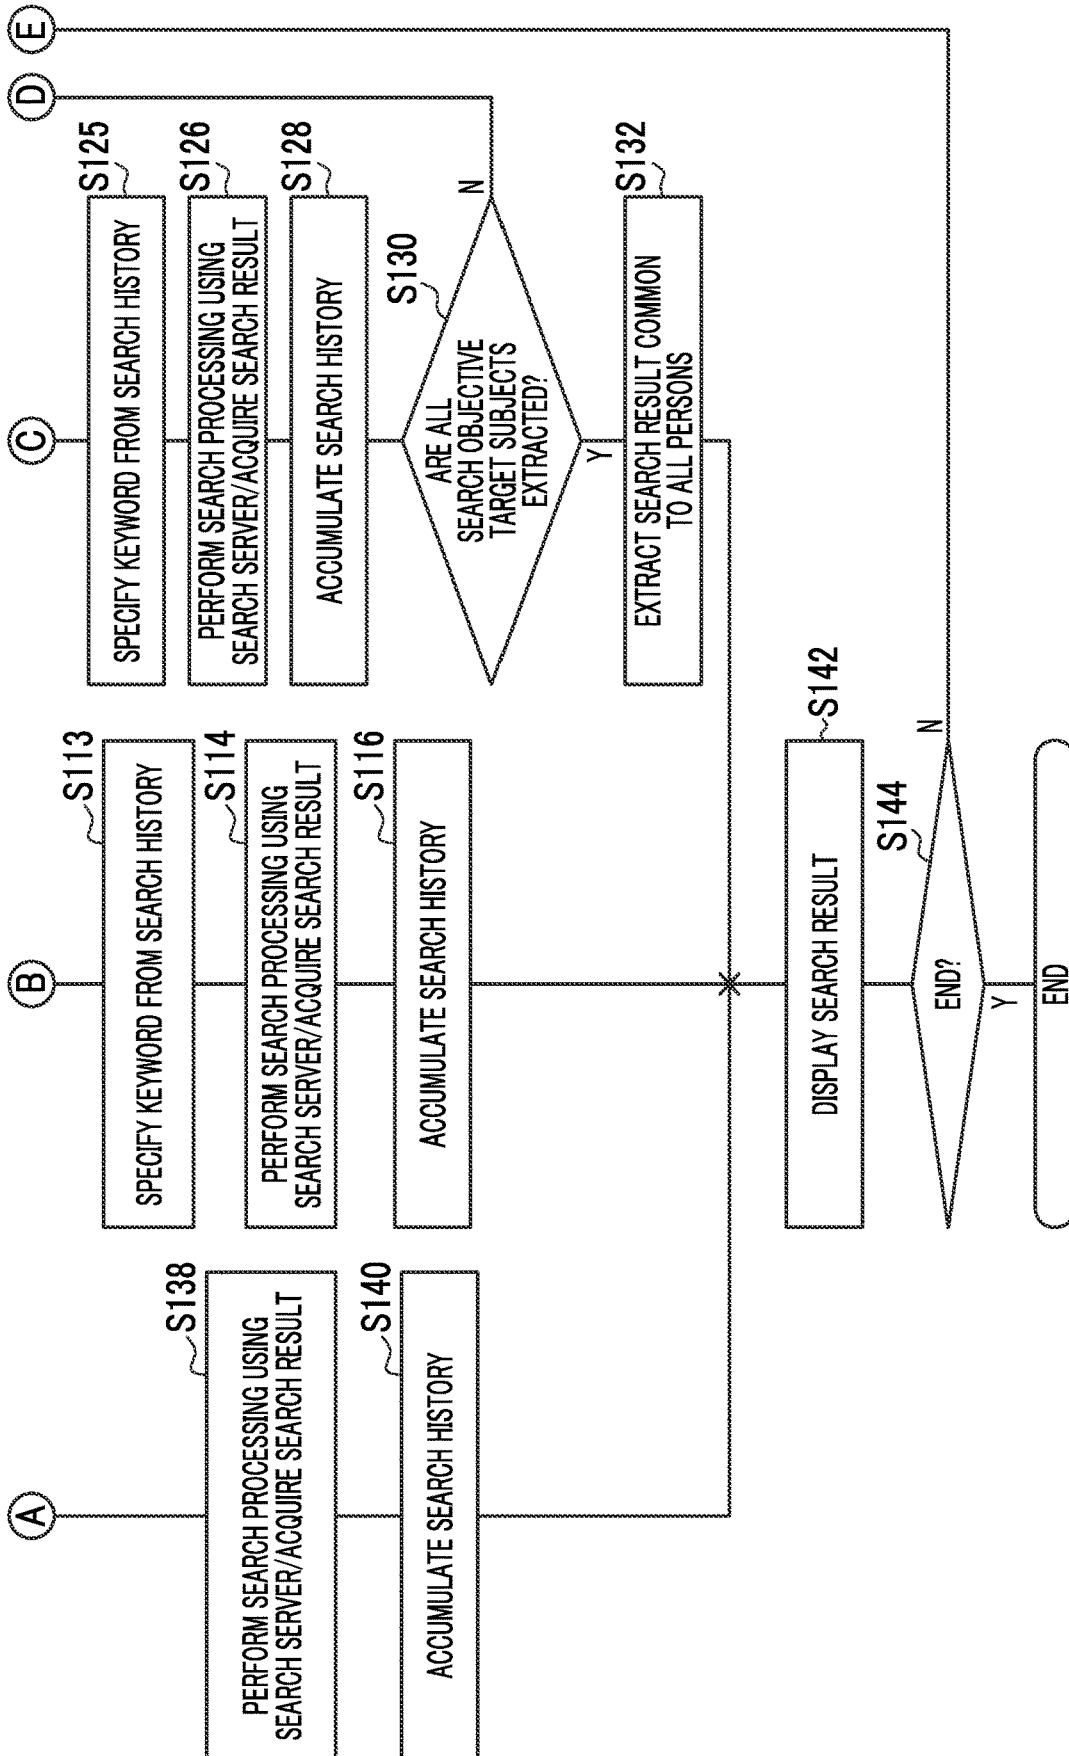 A
S138
PERFORM SEARCH PROCESSING USING
SEARCH SERVER/ACQUIRE SEARCH RESULT
S140
ACCUMULATE SEARCH HISTORY
B
S113
SPECIFY KEYWORD FROM SEARCH HISTORY
S114
PERFORM SEARCH PROCESSING USING
SEARCH SERVER/ACQUIRE SEARCH RESULT
S116
ACCUMULATE SEARCH HISTORY
C
S125
SPECIFY KEYWORD FROM SEARCH HISTORY
S126
PERFORM SEARCH PROCESSING USING
SEARCH SERVER/ACQUIRE SEARCH RESULT
S128
ACCUMULATE SEARCH HISTORY
S130
ARE ALL
SEARCH OBJECTIVE
TARGET SUBJECTS
EXTRACTED?
N
Y
D
S132
EXTRACT SEARCH RESULT COMMON
TO ALL PERSONS
S142
DISPLAY SEARCH RESULT
S144
END?
N
Y
E
END